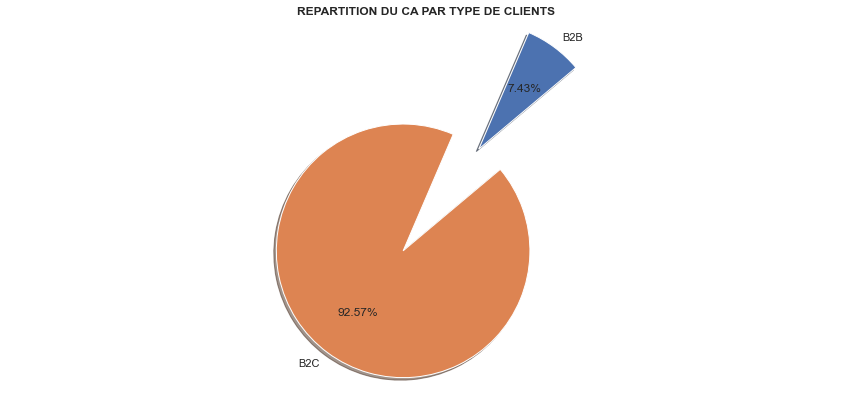 REPARTITION DU CA PAR TYPE DE CLIENTS
B2B
7.43%
92.57%
B2C